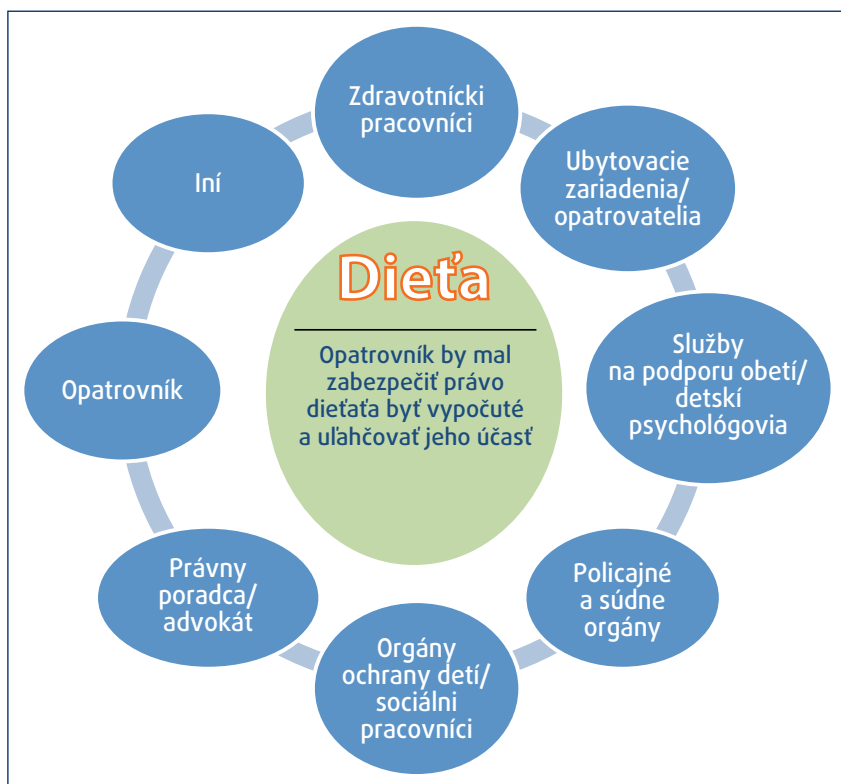 Zdravotnícki
pracovníci
Ubytovacie
zariadenia/
opatrovatelia
Služby
na podporu obetí/
detskí
psychológovia
Policajné
a súdne
orgány
Orgány
ochrany detí/
sociálni
pracovníci
Právny
poradca/
advokát
Opatrovník
Iní
Dieťa
Opatrovník by mal
zabezpečiť právo
dieťaťa byť vypočuté
a uľahčovať jeho účasť